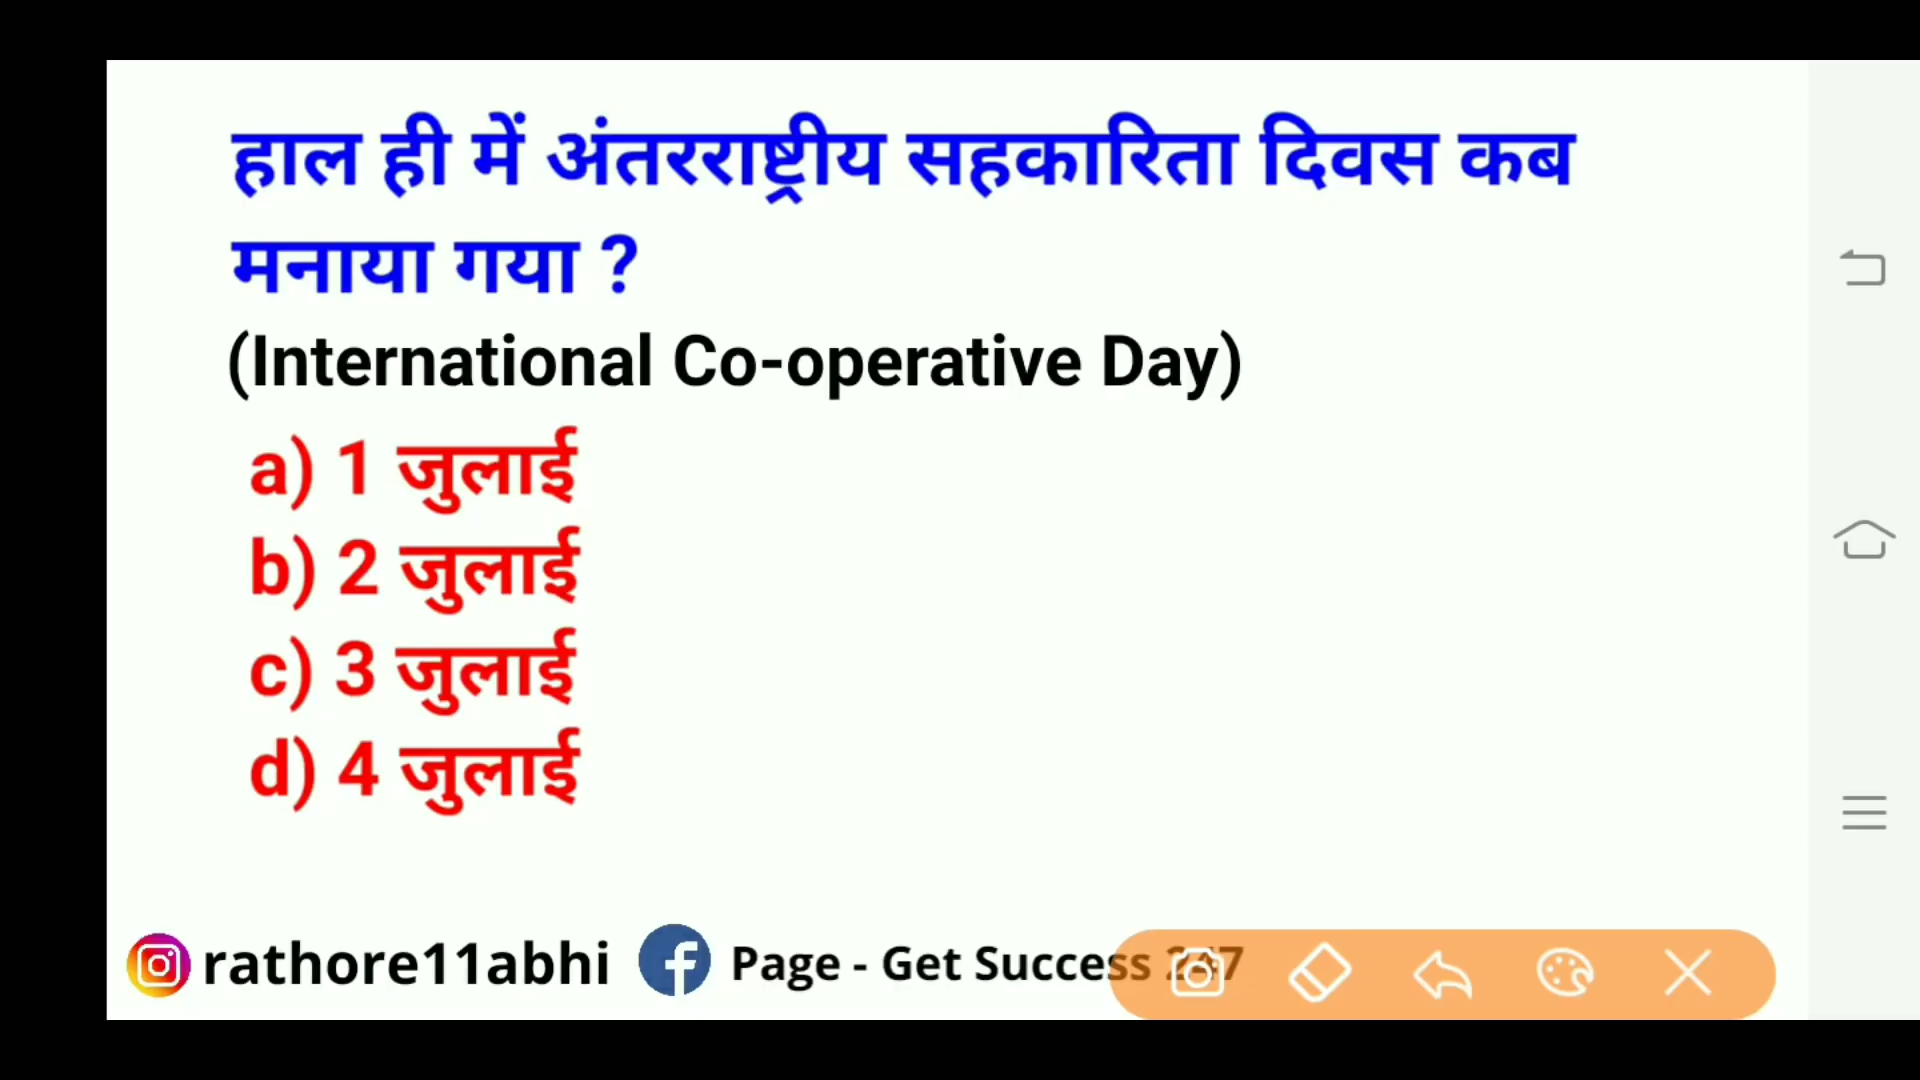 हाल ही में अंतरराष्ट्रीय सहकारिता दिवस कब
मनाया गया ?
(International Co-operative Day)
a) 1 जुलाई
b) 2 जुलाई
c) 3 जुलाई
d) 4 जुलाई
rathore11abhi Page - Get Success 247